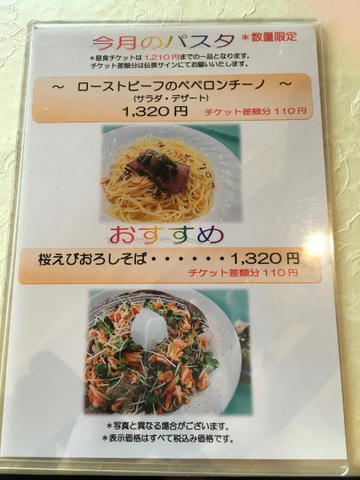 今月のパスタ *数量限定
*昼食チケットは1,210円までの一品となります。
チケット差額分は伝票サインにてお願いいたします。
～ ローストビーフのペペロンチーノ ～
(サラダ・デザート)
1,320円 チケット差額分110円
おすすめ
桜えびおろしそば・・・・・・1,320円
チケット差額分110円
*写真と異なる場合がございます。
*表示価格はすべて税込み価格です。